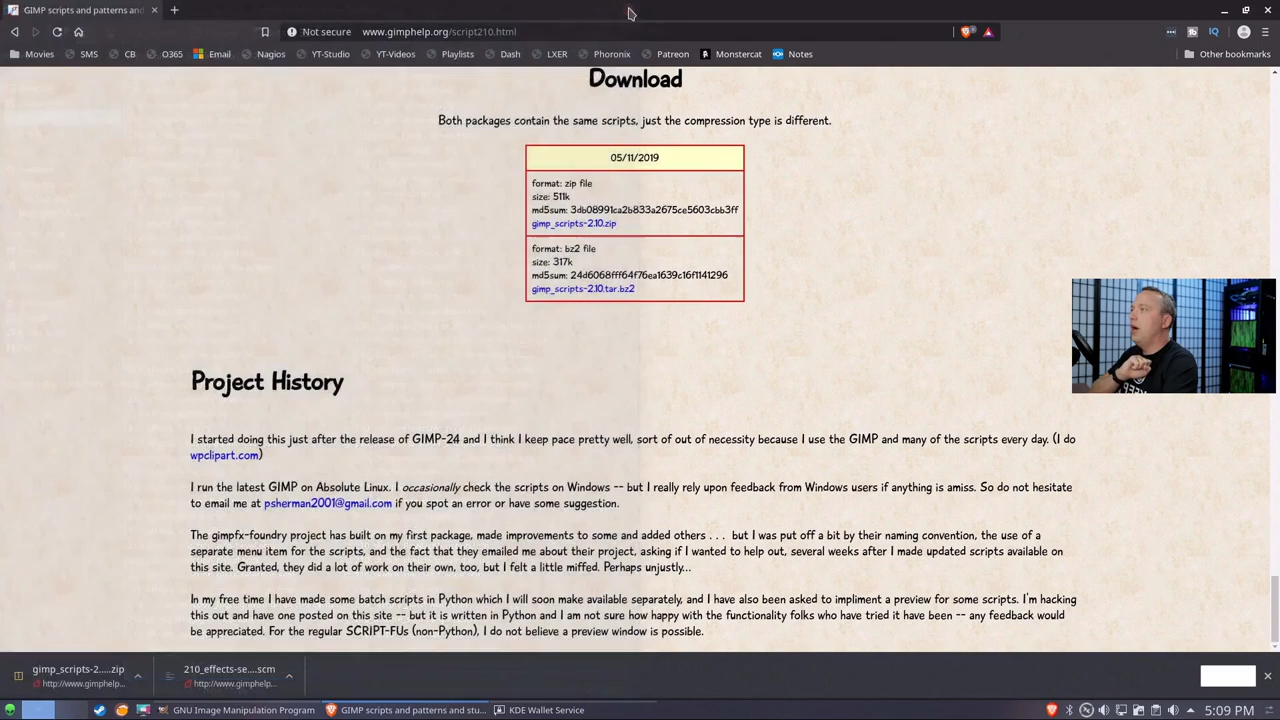 GIMP scripts and patterns and
Not secure
www.gimphelp.org/script210.html
Movies
SMS
CB
O365
Email
Nagios
YT-Studio
YT-Videos
Playlists
Dash
LXER
Phoronix
Patreon
Monstercat
Notes
Other bookmarks
Download
Both packages contain the same scripts, just the compression type is different.
05/11/2019
format: zip file
size: 511k
md5sum: 3db08991ca2b833a2675ce5603cbb3ff
gimp_scripts-2.10.zip
format: bz2 file
size: 317k
md5sum: 24d6068fff64f76ea1639c16f1141296
gimp_scripts-2.10.tar.bz2
Project History
I started doing this just after the release of GIMP-24 and I think I keep pace pretty well, sort of out of necessity because I use the GIMP and many of the scripts every day. (I do
wpclipart.com)
I run the latest GIMP on Absolute Linux. I occasionally check the scripts on Windows -- but I really rely upon feedback from Windows users if anything is amiss. So do not hesitate
to email me at psherman2001@gmail.com if you spot an error or have some suggestion.
The gimpfx-foundry project has built on my first package, made improvements to some and added others . . . but I was put off a bit by their naming convention, the use of a
separate menu item for the scripts, and the fact that they emailed me about their project, asking if I wanted to help out, several weeks after I made updated scripts available on
this site. Granted, they did a lot of work on their own, too, but I felt a little miffed. Perhaps unjustly...
In my free time I have made some batch scripts in Python which I will soon make available separately, and I have also been asked to impliment a preview for some scripts. I'm hacking
this out and have one posted on this site -- but it is written in Python and I am not sure how happy with the functionality folks who have tried it have been -- any feedback would
be appreciated. For the regular SCRIPT-FUs (non-Python), I do not believe a preview window is possible.
gimp_scripts-2.....zip
http://www.gimphelp...
210_effects-se....scm
http://www.gimphelp...
GNU Image Manipulation Program
GIMP scripts and patterns and stu...
KDE Wallet Service
5:09 PM